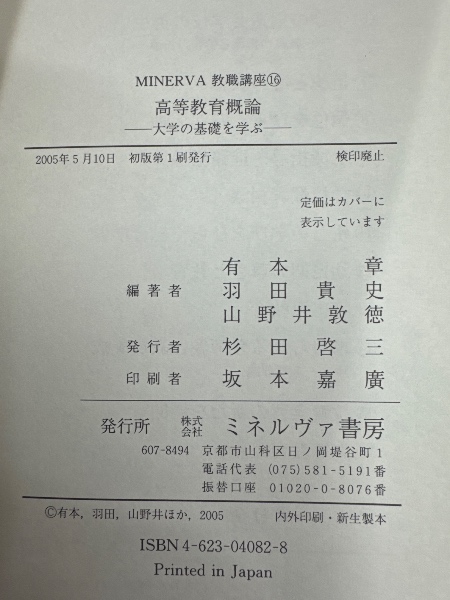 MINERVA 教職講座⑯
高等教育概論
――大学の基礎を学ぶ――
2005年5月10日 初版第1刷発行 検印廃止
定価はカバーに
表示しています
有本 章
編著者 羽田貴史
山野井敦徳
発行者 杉田啓三
印刷者 坂本嘉廣
発行所 株式会社 ミネルヴァ書房
607-8494 京都市山科区日ノ岡堤谷町1
電話代表 (075)581-5191番
振替口座 01020-0-8076番
©有本,羽田,山野井ほか,2005 内外印刷・新生製本
ISBN4-623-04082-8
Printed in Japan